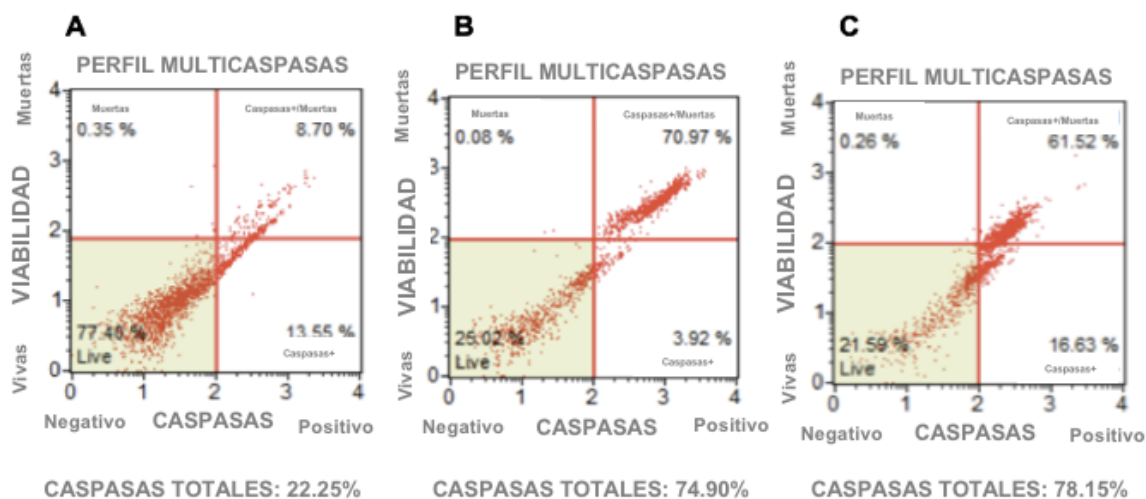 A
PERFIL MULTICASPASAS
Muertas
VIABILIDAD
Vivas
4
3
2
1
0
Muertas
0.35 %
Caspasas+/Muertas
8.70 %
77.40 %
Live
13.55 %
Caspasas+
0 1 2 3 4
Negativo
CASPASAS
Positivo
CASPASAS TOTALES: 22.25%
B
PERFIL MULTICASPASAS
Muertas
VIABILIDAD
Vivas
4
3
2
1
0
Muertas
0.08 %
Caspasas+/Muertas
70.97 %
25.02 %
Live
3.92 %
Caspasas+
0 1 2 3 4
Negativo
CASPASAS
Positivo
CASPASAS TOTALES: 74.90%
C
PERFIL MULTICASPASAS
Muertas
VIABILIDAD
Vivas
4
3
2
1
0
Muertas
0.26 %
Caspasas+/Muertas
61.52 %
21.59 %
Live
16.63 %
Caspasas+
0 1 2 3 4
Negativo
CASPASAS
Positivo
CASPASAS TOTALES: 78.15%